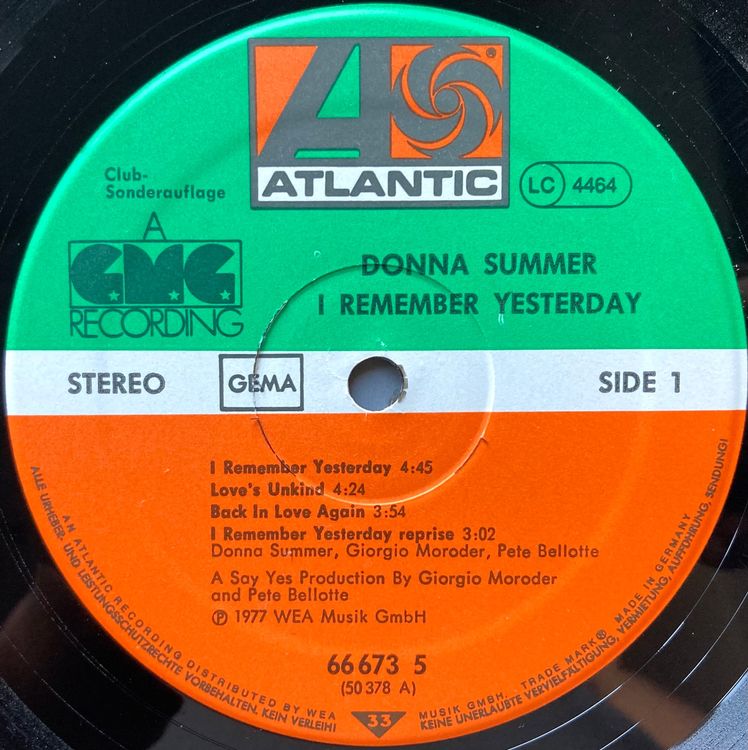 ATLANTIC
®
LC 4464
Club-
Sonderauflage
A
G.M.G.
RECORDING
DONNA SUMMER
I REMEMBER YESTERDAY
STEREO
GEMA
SIDE 1
I Remember Yesterday 4:45
Love's Unkind 4:24
Back In Love Again 3:54
I Remember Yesterday reprise 3:02
Donna Summer, Giorgio Moroder, Pete Bellotte
A Say Yes Production By Giorgio Moroder
and Pete Bellotte
℗ 1977 WEA Musik GmbH
66 673 5
(50 378 A)
33
AN ATLANTIC RECORDING DISTRIBUTED BY WEA MUSIK GMBH. TRADE MARK® MADE IN GERMANY
ALLE URHEBER- UND LEISTUNGSSCHUTZRECHTE VORBEHALTEN. KEIN VERLEIH! KEINE UNERLAUBTE VERVIELFÄLTIGUNG, VERMIETUNG, AUFFÜHRUNG, SENDUNG!